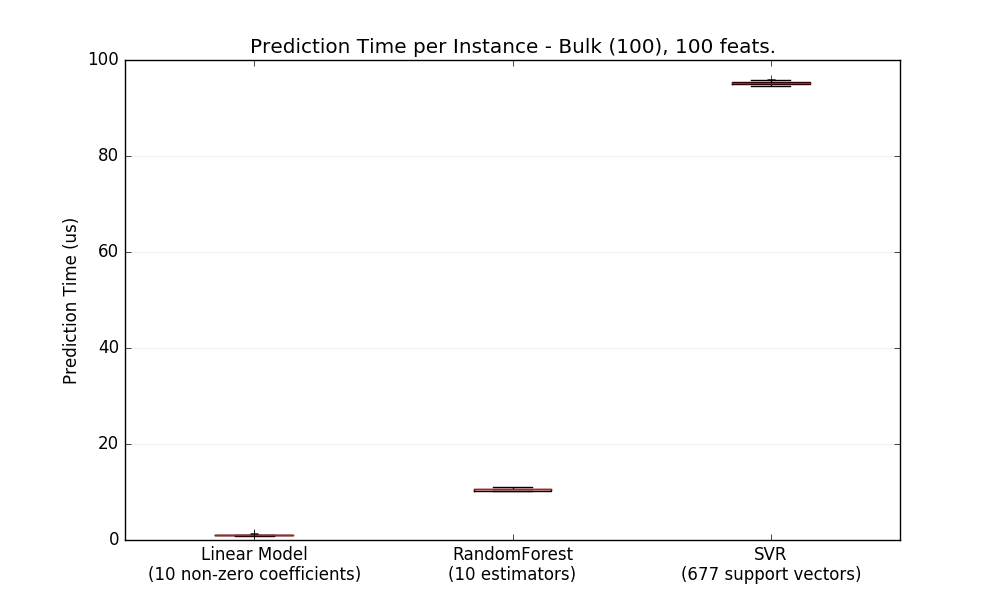 Prediction Time per Instance - Bulk (100), 100 feats.
100
80
60
40
20
0
Prediction Time (us)
Linear Model
(10 non-zero coefficients)
RandomForest
(10 estimators)
SVR
(677 support vectors)